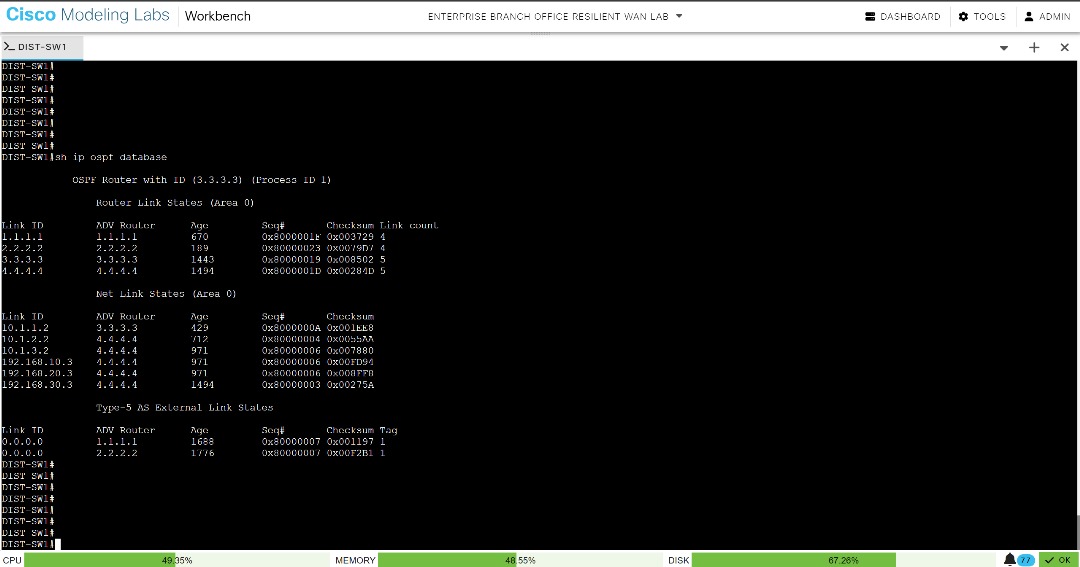 Cisco Modeling Labs Workbench ENTERPRISE BRANCH OFFICE RESILIENT WAN LAB DASHBOARD TOOLS ADMIN
DIST-SW1
DIST-SW1#
DIST-SW1#
DIST-SW1#
DIST-SW1#
DIST-SW1#
DIST-SW1#
DIST-SW1#
DIST-SW1#
DIST-SW1#sh ip ospf database
OSPF Router with ID (3.3.3.3) (Process ID 1)
Router Link States (Area 0)
Link ID ADV Router Age Seq# Checksum Link count
1.1.1.1 1.1.1.1 670 0x8000001F 0x003729 4
2.2.2.2 2.2.2.2 189 0x80000023 0x0079D7 4
3.3.3.3 3.3.3.3 1443 0x80000019 0x008502 5
4.4.4.4 4.4.4.4 1494 0x8000001D 0x00284D 5
Net Link States (Area 0)
Link ID ADV Router Age Seq# Checksum
10.1.1.2 3.3.3.3 429 0x8000000A 0x001EE8
10.1.2.2 4.4.4.4 712 0x80000004 0x0055AA
10.1.3.2 4.4.4.4 971 0x80000006 0x007880
192.168.10.3 4.4.4.4 971 0x80000006 0x00FD94
192.168.20.3 4.4.4.4 971 0x80000006
192.168.30.3 4.4.4.4 1494 0x80000003 0x00275A
Type-5 AS External Link States
Link ID ADV Router Age Seq# Checksum Tag
0.0.0.0 1.1.1.1 1688 0x80000007 0x001197 1
0.0.0.0 2.2.2.2 1776 0x80000007 0x00F2B1 1
DIST-SW1#
DIST-SW1#
DIST-SW1#
DIST-SW1#
DIST-SW1#
DIST-SW1#
DIST-SW1#
DIST-SW1#
CPU 49.35% MEMORY 48.55% DISK 67.26% 77 OK